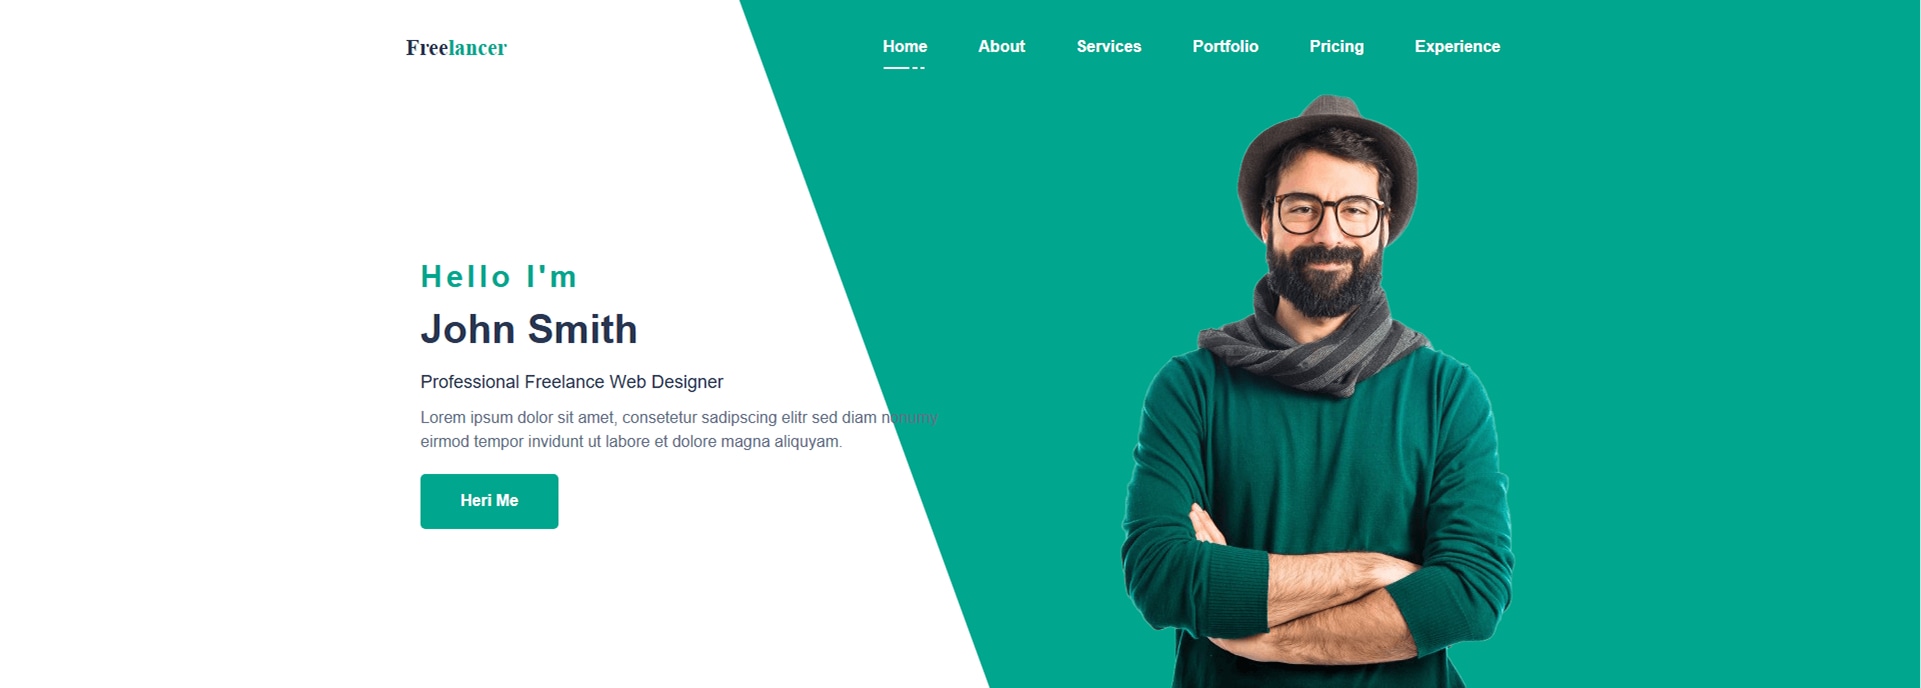 Freelancer
Home About Services Portfolio Pricing Experience
Hello I'm
John Smith
Professional Freelance Web Designer
Lorem ipsum dolor sit amet, consetetur sadipscing elitr sed diam nonumy
eirmod tempor invidunt ut labore et dolore magna aliquyam.
Heri Me